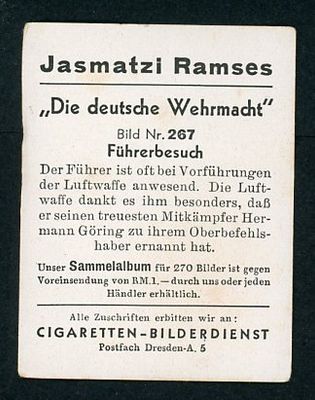 Jasmatzi Ramses
„Die deutsche Wehrmacht"
Bild Nr. 267
Führerbesuch
Der Führer ist oft bei Vorführungen
der Luftwaffe anwesend. Die Luft-
waffe dankt es ihm besonders, daß
er seinen treuesten Mitkämpfer Her-
mann Göring zu ihrem Oberbefehls-
haber ernannt hat.
Unser Sammelalbum für 270 Bilder ist gegen
Voreinsendung von RM.1.— durch uns oder jeden
Händler erhältlich.
Alle Zuschriften erbitten wir an:
CIGARETTEN-BILDERDIENST
Postfach Dresden-A. 5